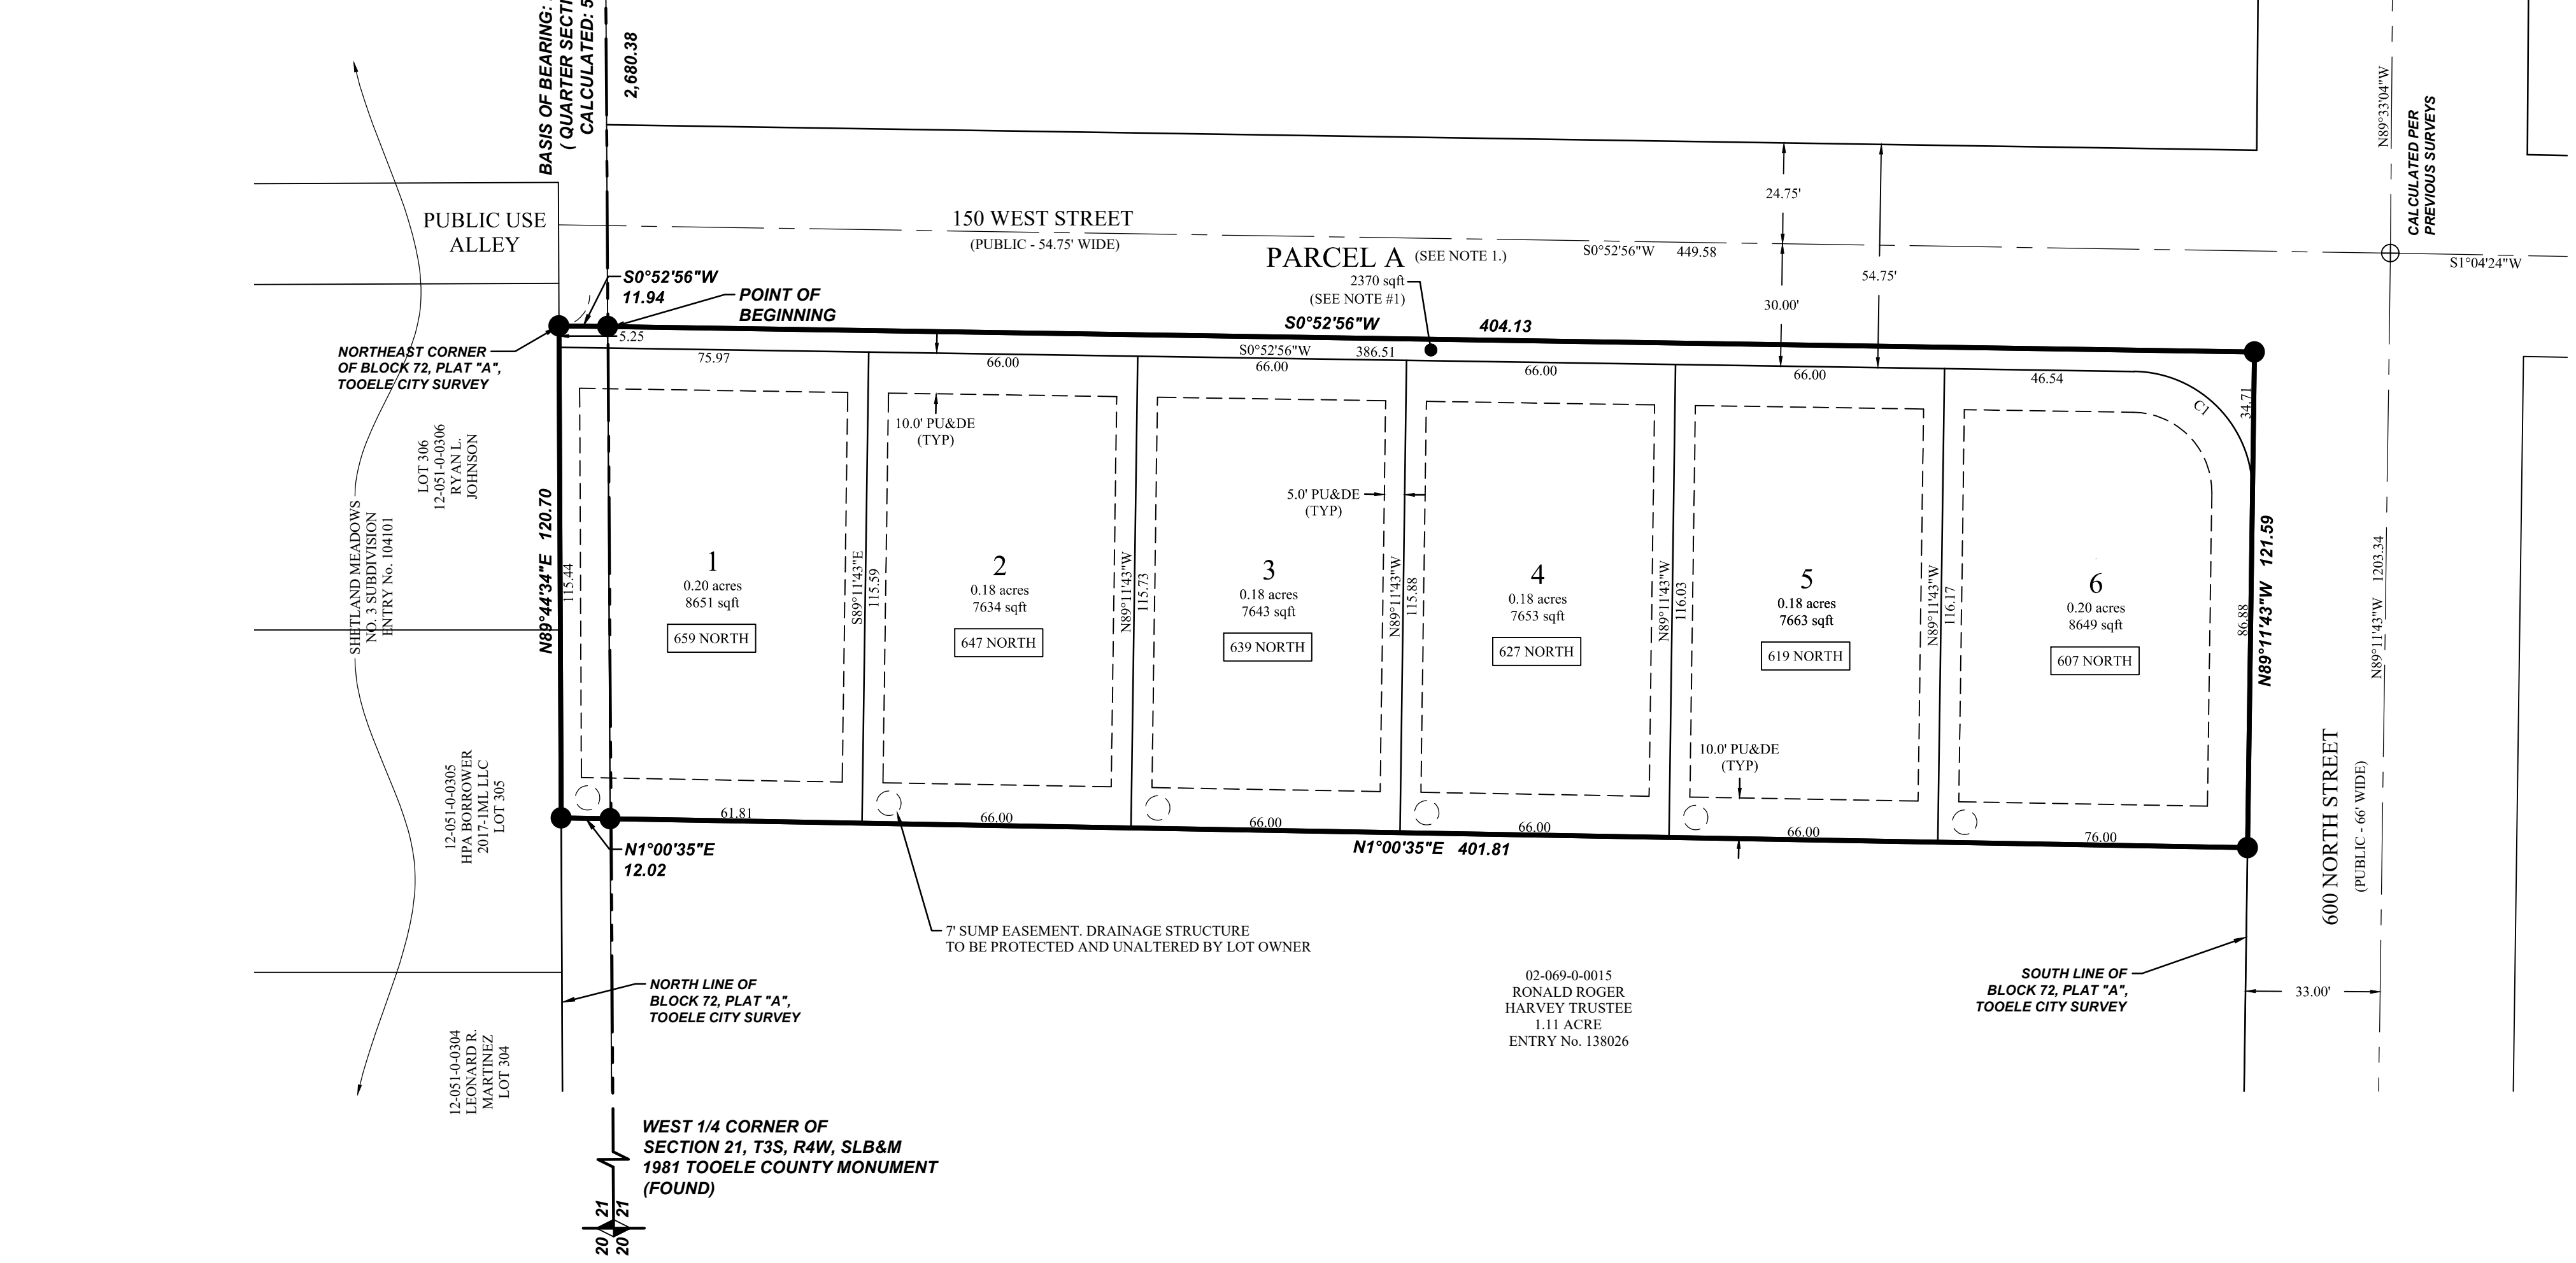 BASIS OF BEARING:
( QUARTER SECTI
CALCULATED: 5
2,680.38
N89°33'04"W
CALCULATED PER
PREVIOUS SURVEYS
PUBLIC USE
ALLEY
150 WEST STREET
(PUBLIC - 54.75' WIDE)
PARCEL A (SEE NOTE 1.)
2370 sqft
(SEE NOTE #1)
S0°52'56"W 449.58
24.75'
54.75'
30.00'
S1°04'24"W
S0°52'56"W
11.94
POINT OF
BEGINNING
S0°52'56"W 404.13
5.25
NORTHEAST CORNER
OF BLOCK 72, PLAT "A",
TOOELE CITY SURVEY
75.97
66.00
S0°52'56"W 386.51
66.00
66.00
66.00
46.54
C1
34.71
10.0' PU&DE
(TYP)
5.0' PU&DE
(TYP)
LOT 306
12-051-0-0306
RYAN L.
JOHNSON
SHETLAND MEADOWS
NO. 3 SUBDIVISION
ENTRY No. 104101
N89°44'34"E 120.70
115.44
1
0.20 acres
8651 sqft
659 NORTH
S89°11'43"E
115.59
2
0.18 acres
7634 sqft
647 NORTH
N89°11'43"W
115.73
3
0.18 acres
7643 sqft
639 NORTH
N89°11'43"W
115.88
4
0.18 acres
7653 sqft
627 NORTH
N89°11'43"W
116.03
5
0.18 acres
7663 sqft
619 NORTH
N89°11'43"W
116.17
6
0.20 acres
8649 sqft
607 NORTH
86.88
N89°11'43"W 121.59
N89°11'43"W 1203.34
10.0' PU&DE
(TYP)
61.81
66.00
66.00
66.00
66.00
76.00
N1°00'35"E
12.02
N1°00'35"E 401.81
12-051-0-0305
HPA BORROWER
2017-1ML LLC
LOT 305
600 NORTH STREET
(PUBLIC - 66' WIDE)
7' SUMP EASEMENT. DRAINAGE STRUCTURE
TO BE PROTECTED AND UNALTERED BY LOT OWNER
NORTH LINE OF
BLOCK 72, PLAT "A",
TOOELE CITY SURVEY
02-069-0-0015
RONALD ROGER
HARVEY TRUSTEE
1.11 ACRE
ENTRY No. 138026
SOUTH LINE OF
BLOCK 72, PLAT "A",
TOOELE CITY SURVEY
33.00'
12-051-0-0304
LEONARD R.
MARTINEZ
LOT 304
WEST 1/4 CORNER OF
SECTION 21, T3S, R4W, SLB&M
1981 TOOELE COUNTY MONUMENT
(FOUND)
20 21
20 21